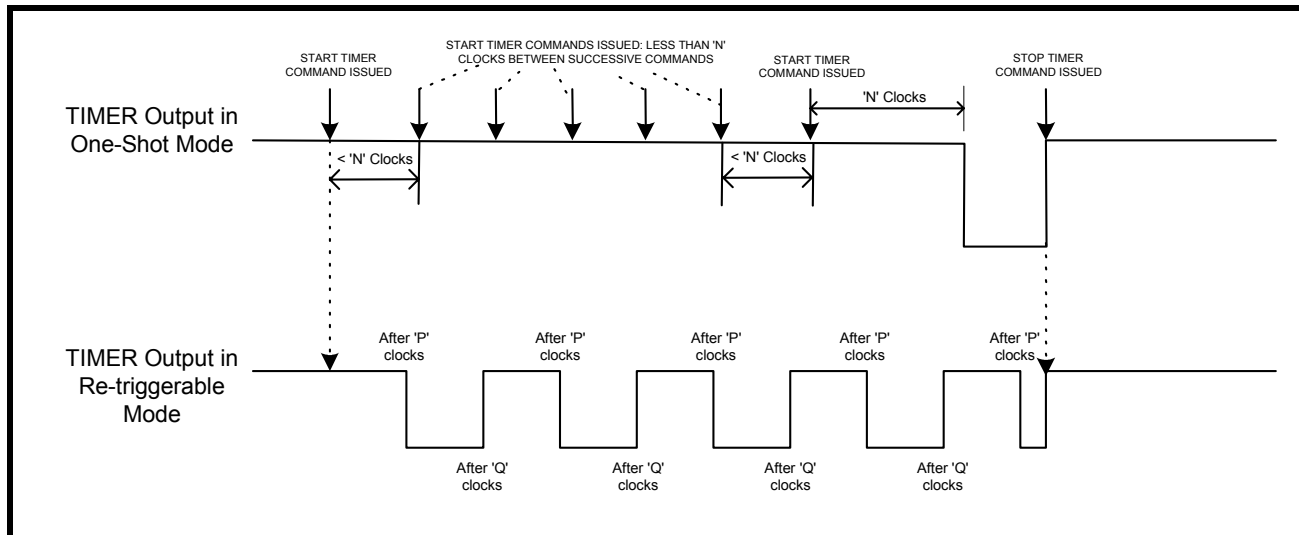 START TIMER
COMMAND ISSUED
START TIMER COMMANDS ISSUED: LESS THAN 'N'
CLOCKS BETWEEN SUCCESSIVE COMMANDS
START TIMER
COMMAND ISSUED
STOP TIMER
COMMAND ISSUED
'N' Clocks
TIMER Output in
One-Shot Mode
< 'N' Clocks
< 'N' Clocks
After 'P'
clocks
After 'P'
clocks
After 'P'
clocks
After 'P'
clocks
After 'P'
clocks
TIMER Output in
Re-triggerable
Mode
After 'Q'
clocks
After 'Q'
clocks
After 'Q'
clocks
After 'Q'
clocks